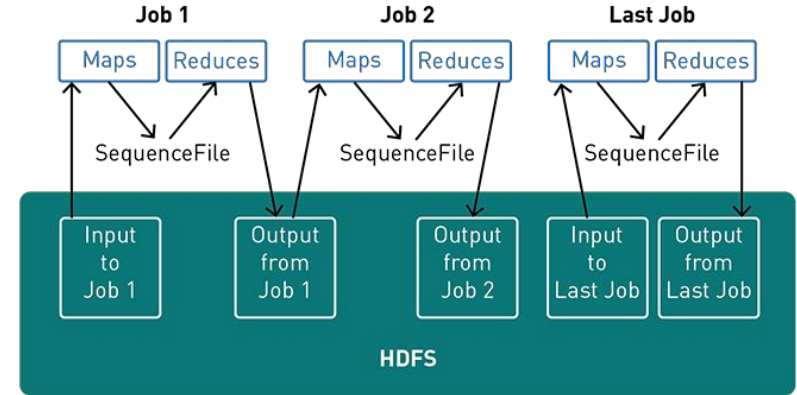 Job 1 Job 2 Last Job
Maps Reduces Maps Reduces Maps Reduces
SequenceFile SequenceFile SequenceFile
Input
to
Job 1
Output
from
Job 1
Output
from
Job 2
Input
to
Last Job
Output
from
Last Job
HDFS